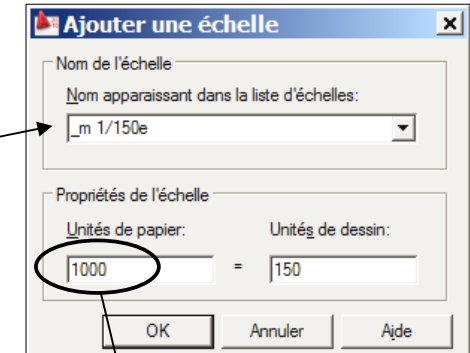 Ajouter une échelle
Nom de l'échelle
Nom apparaissant dans la liste d'échelles:
_m 1/150e
Propriétés de l'échelle
Unités de papier: Unités de dessin:
1000 = 150
OK Annuler Aide